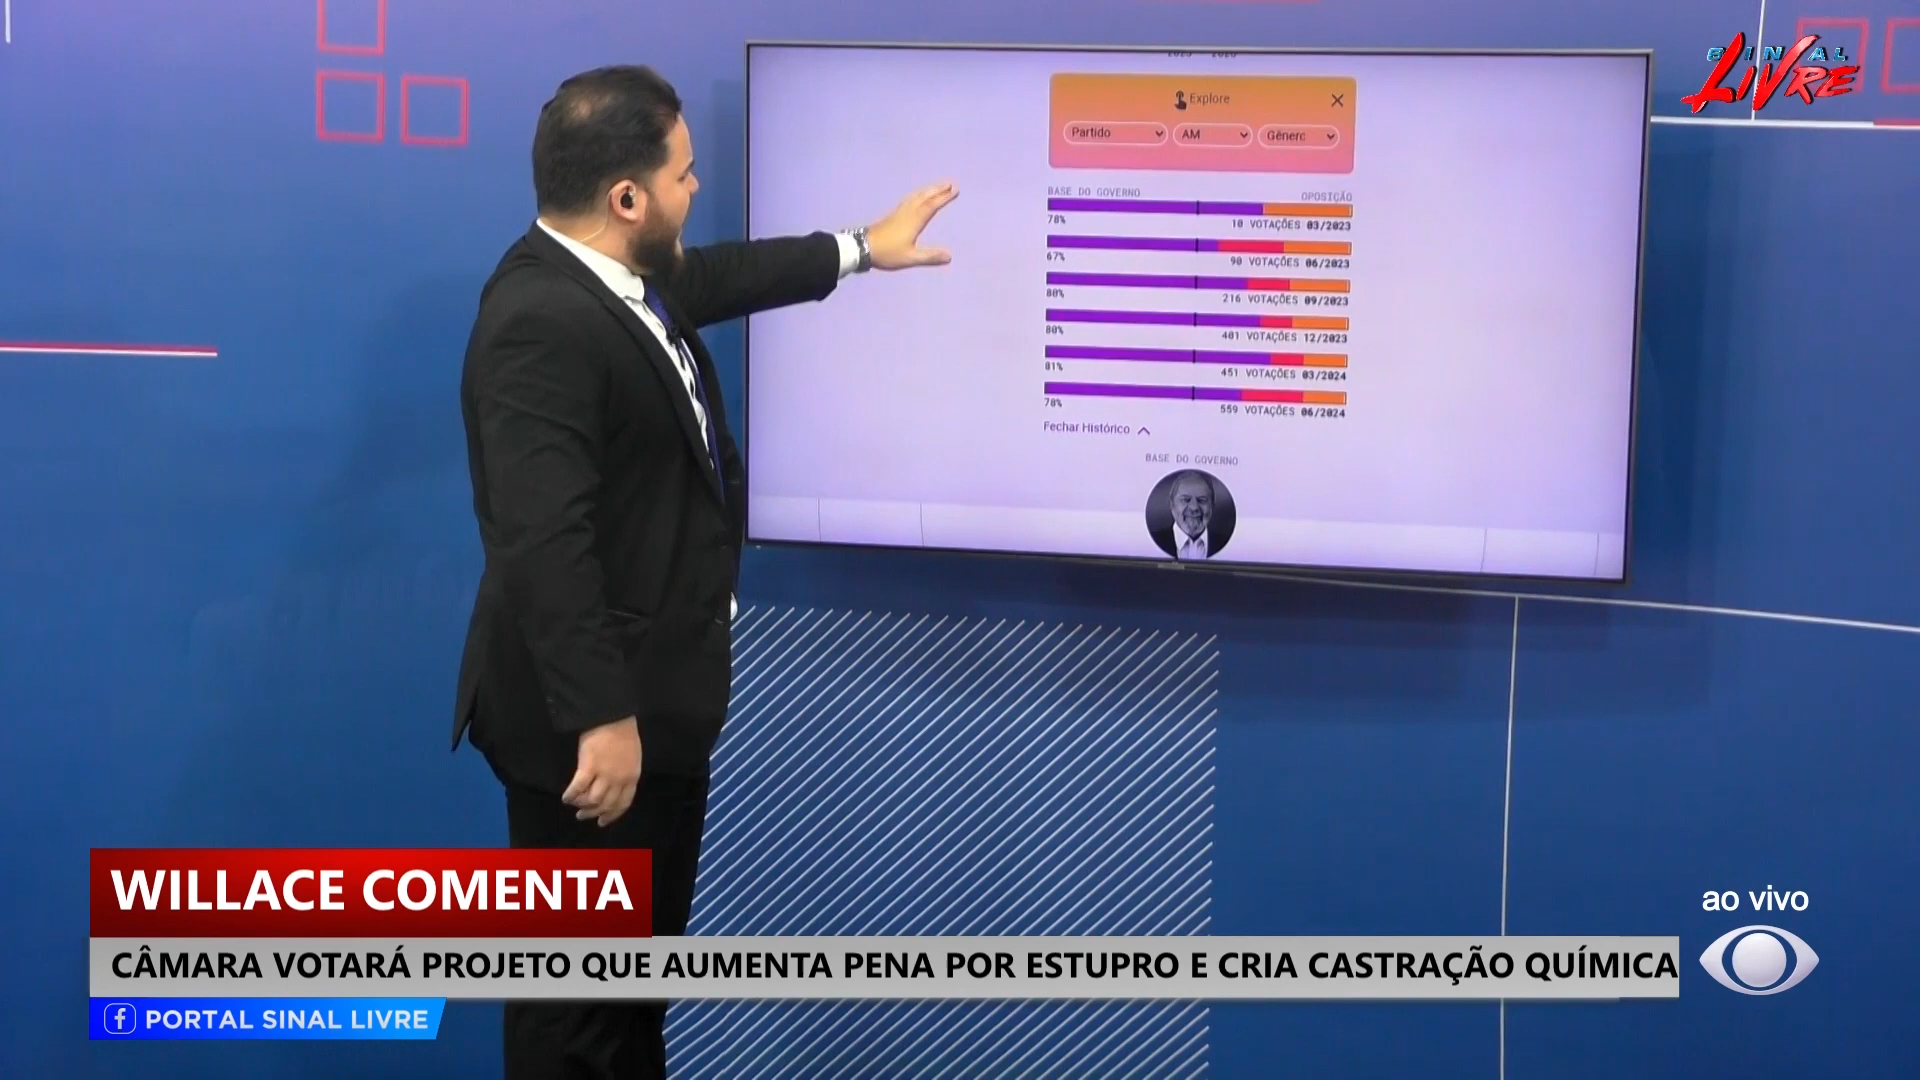 SINAL
LIVRE
Explore
Partido
AM
Gênerc
BASE DO GOVERNO
OPOSIÇÃO
78%
10 VOTAÇÕES 03/2023
67%
90 VOTAÇÕES 06/2023
80%
216 VOTAÇÕES 09/2023
80%
401 VOTAÇÕES 12/2023
81%
451 VOTAÇÕES 03/2024
78%
559 VOTAÇÕES 06/2024
Fechar Histórico
BASE DO GOVERNO
WILLACE COMENTA
ao vivo
CÂMARA VOTARÁ PROJETO QUE AUMENTA PENA POR ESTUPRO E CRIA CASTRAÇÃO QUÍMICA
PORTAL SINAL LIVRE